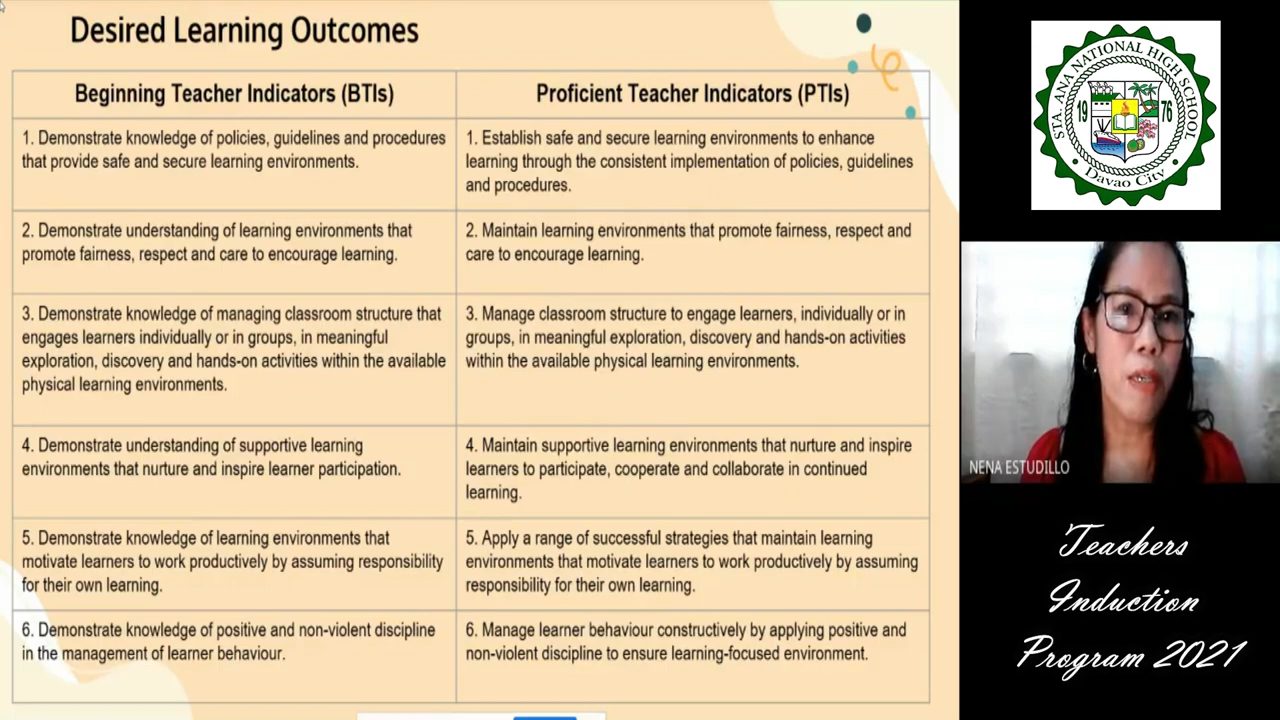 Desired Learning Outcomes
Beginning Teacher Indicators (BTIs)
Proficient Teacher Indicators (PTIs)
1. Demonstrate knowledge of policies, guidelines and procedures
that provide safe and secure learning environments.
1. Establish safe and secure learning environments to enhance
learning through the consistent implementation of policies, guidelines
and procedures.
2. Demonstrate understanding of learning environments that
promote fairness, respect and care to encourage learning.
2. Maintain learning environments that promote fairness, respect and
care to encourage learning.
3. Demonstrate knowledge of managing classroom structure that
engages learners individually or in groups, in meaningful
exploration, discovery and hands-on activities within the available
physical learning environments.
3. Manage classroom structure to engage learners, individually or in
groups, in meaningful exploration, discovery and hands-on activities
within the available physical learning environments.
4. Demonstrate understanding of supportive learning
environments that nurture and inspire learner participation.
4. Maintain supportive learning environments that nurture and inspire
learners to participate, cooperate and collaborate in continued
learning.
5. Demonstrate knowledge of learning environments that
motivate learners to work productively by assuming responsibility
for their own learning.
5. Apply a range of successful strategies that maintain learning
environments that motivate learners to work productively by assuming
responsibility for their own learning.
6. Demonstrate knowledge of positive and non-violent discipline
in the management of learner behaviour.
6. Manage learner behaviour constructively by applying positive and
non-violent discipline to ensure learning-focused environment.
STA. ANA NATIONAL HIGH SCHOOL
19 76
Davao City
NENA ESTUDILLO
Teachers
Induction
Program 2021